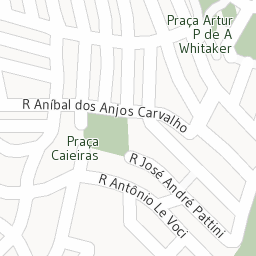 Praça Artur
P de A
Whitaker
R Aníbal dos Anjos Carvalho
Praça
Caieiras
R José André Pattini
R Antônio Le Voci